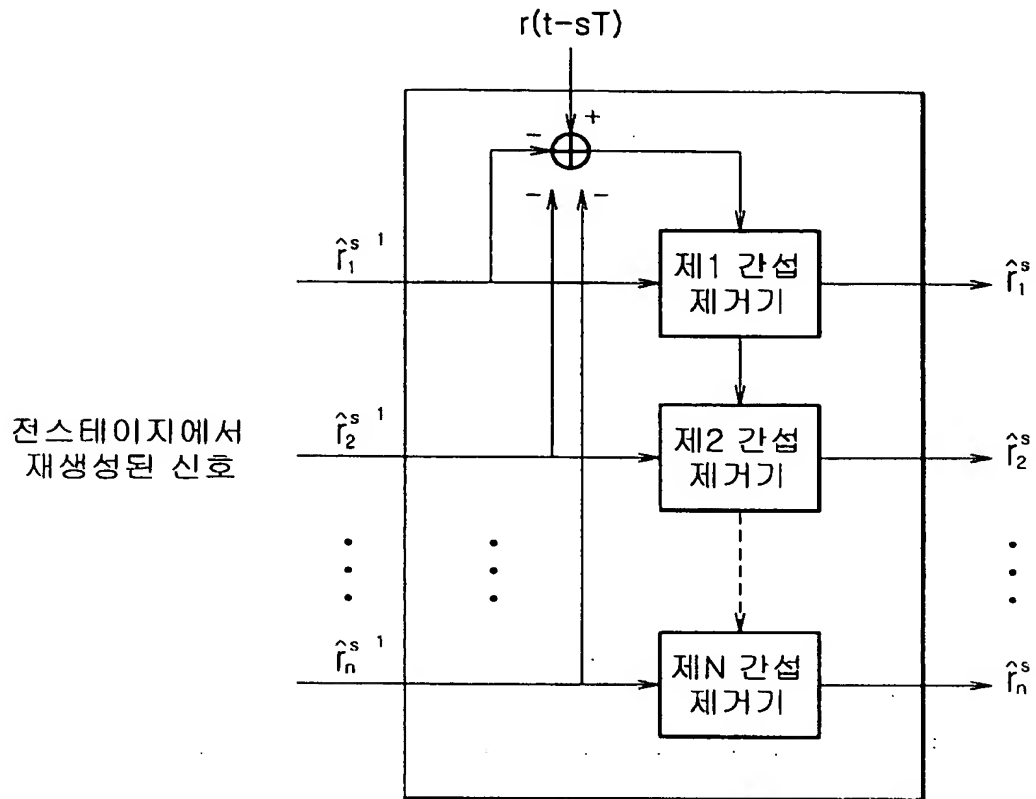 r(t-sT)
+
-
- -
r̂₁ˢ ¹
제1 간섭
제거기
r̂₁ˢ
전스테이지에서
재생성된 신호
r̂₂ˢ ¹
제2 간섭
제거기
r̂₂ˢ
r̂ₙˢ ¹
제N 간섭
제거기
r̂ₙˢ